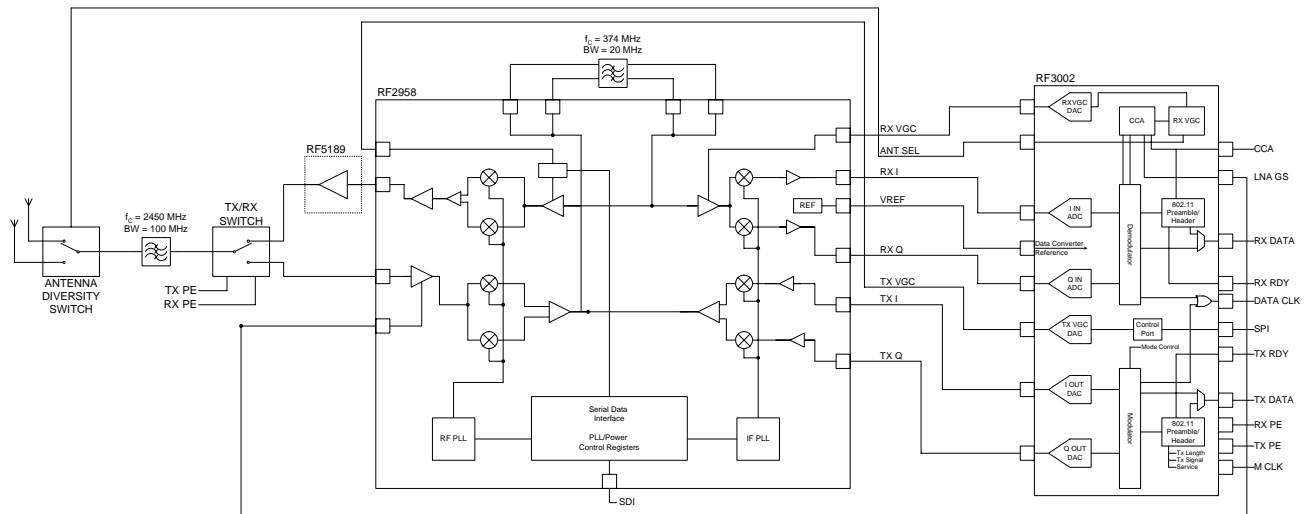 fC = 374 MHz
BW = 20 MHz
RF2958
RF3002
RF5189
fC = 2450 MHz
BW = 100 MHz
TX/RX
SWITCH
ANTENNA
DIVERSITY
SWITCH
TX PE
RX PE
REF
RF PLL
Serial Data
Interface
PLL/Power
Control Registers
IF PLL
SDI
RX VGC
ANT SEL
RX I
VREF
RX Q
TX VGC
TX I
TX Q
RXVGC
DAC
CCA
RX VGC
I IN
ADC
Demodulator
802.11
Preamble/
Header
Data Converter
Reference
Q IN
ADC
TX VGC
DAC
Control
Port
Mode Control
I OUT
DAC
Modulator
802.11
Preamble/
Header
Q OUT
DAC
Tx Length
Tx Signal
Service
CCA
LNA GS
RX DATA
RX RDY
DATA CLK
SPI
TX RDY
TX DATA
RX PE
TX PE
M CLK